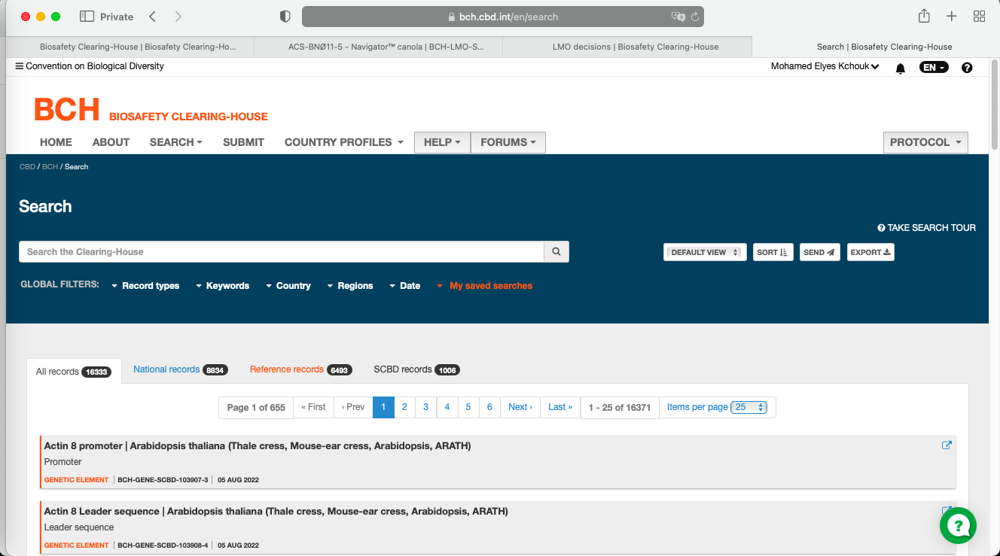 Private
bch.cbd.int/en/search
Biosafety Clearing-House | Biosafety Clearing-Ho...
ACS-BNØ11-5 - Navigator™ canola | BCH-LMO-S...
LMO decisions | Biosafety Clearing-House
Search | Biosafety Clearing-House
Convention on Biological Diversity
Mohamed Elyes Kchouk
EN
BCH BIOSAFETY CLEARING-HOUSE
HOME ABOUT SEARCH SUBMIT COUNTRY PROFILES HELP FORUMS PROTOCOL
CBD / BCH / Search
Search
TAKE SEARCH TOUR
Search the Clearing-House
DEFAULT VIEW SORT SEND EXPORT
GLOBAL FILTERS: Record types Keywords Country Regions Date My saved searches
All records 16333 National records 8834 Reference records 6493 SCBD records 1006
Page 1 of 655 « First ‹ Prev 1 2 3 4 5 6 Next › Last » 1 - 25 of 16371 Items per page 25
Actin 8 promoter | Arabidopsis thaliana (Thale cress, Mouse-ear cress, Arabidopsis, ARATH)
Promoter
GENETIC ELEMENT | BCH-GENE-SCBD-103907-3 | 05 AUG 2022
Actin 8 Leader sequence | Arabidopsis thaliana (Thale cress, Mouse-ear cress, Arabidopsis, ARATH)
Leader sequence
GENETIC ELEMENT | BCH-GENE-SCBD-103908-4 | 05 AUG 2022